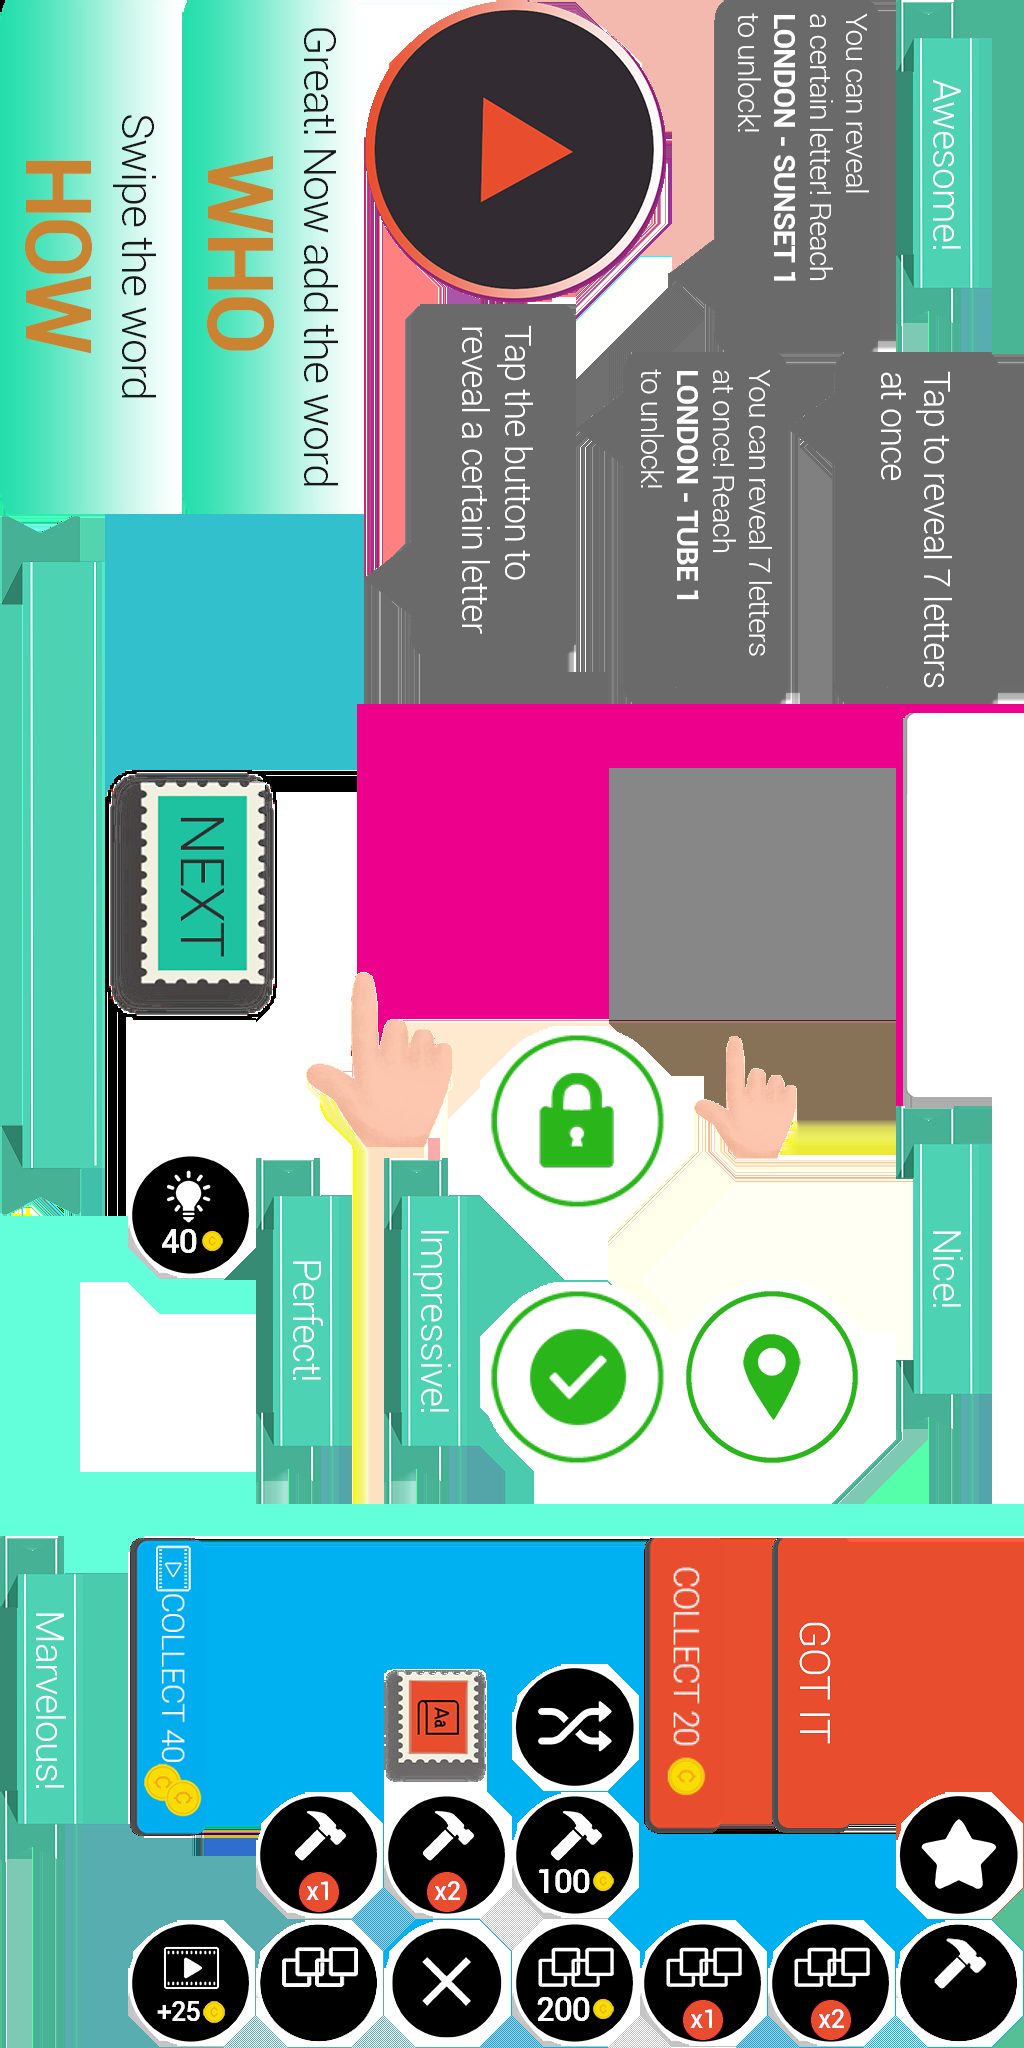 You can reveal
a certain letter! Reach
LONDON - SUNSET 1
to unlock!
Awesome!
Great! Now add the word
WHO
Swipe the word
HOW
Tap the button to
reveal a certain letter
You can reveal 7 letters
at once! Reach
LONDON - TUBE 1
to unlock!
Tap to reveal 7 letters
at once
NEXT
40
Perfect!
Impressive!
Nice!
Marvelous!
COLLECT 40
C
C
Aa
COLLECT 20
C
GOT IT
x1
x2
100
+25
200
x1
x2